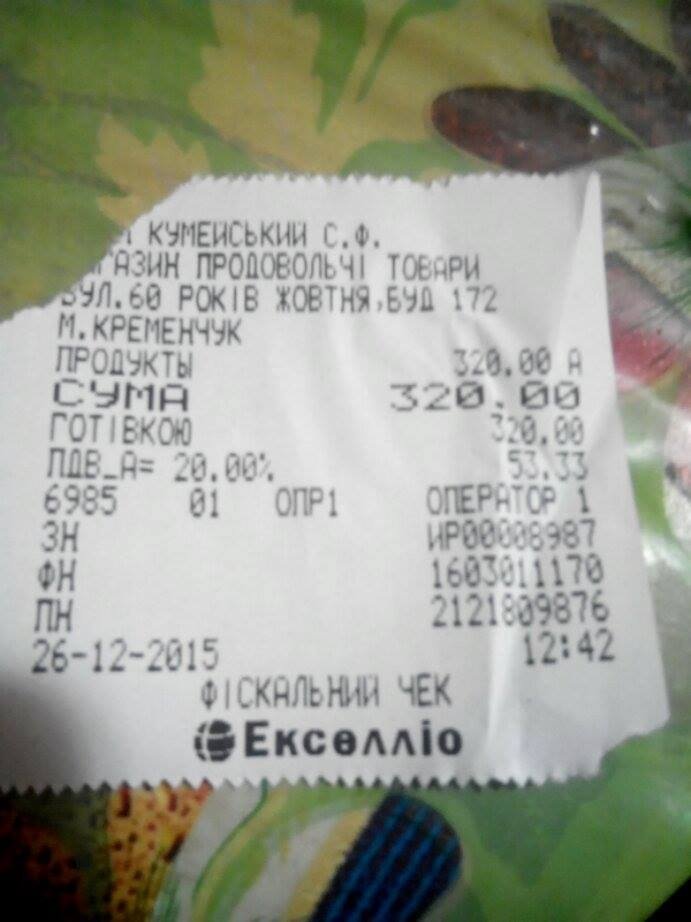 КУМЕЙСЬКИЙ С.Ф.
МАГАЗИН ПРОДОВОЛЬЧІ ТОВАРИ
ВУЛ.60 РОКІВ ЖОВТНЯ,БУД 172
М.КРЕМЕНЧУК
ПРОДУКТЫ 320.00 А
СУМА 320.00
ГОТІВКОЮ 320.00
ПДВ_А= 20.00% 53.33
6985 01 ОПР1 ОПЕРАТОР 1
ЗН ИР00008987
ФН 1603011170
ПН 2121809876
26-12-2015 12:42
ФІСКАЛЬНИЙ ЧЕК
Екселліо